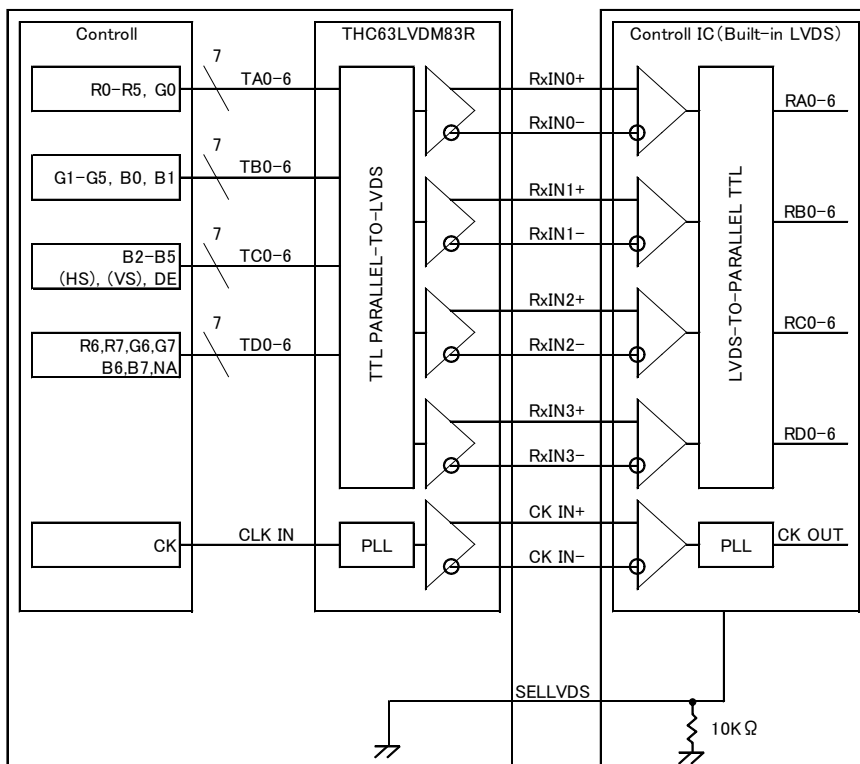 Controll
THC63LVDM83R
Controll IC(Built-in LVDS)
R0-R5, G0
7
TA0-6
RxIN0+
RxIN0-
RA0-6
G1-G5, B0, B1
7
TB0-6
RxIN1+
RxIN1-
RB0-6
B2-B5
(HS), (VS), DE
7
TC0-6
RxIN2+
RxIN2-
RC0-6
R6,R7,G6,G7
B6,B7,NA
7
TD0-6
RxIN3+
RxIN3-
RD0-6
TTL PARALLEL-TO-LVDS
LVDS-TO-PARALLEL TTL
CK
CLK IN
PLL
CK IN+
CK IN-
PLL
CK OUT
SELLVDS
10KΩ